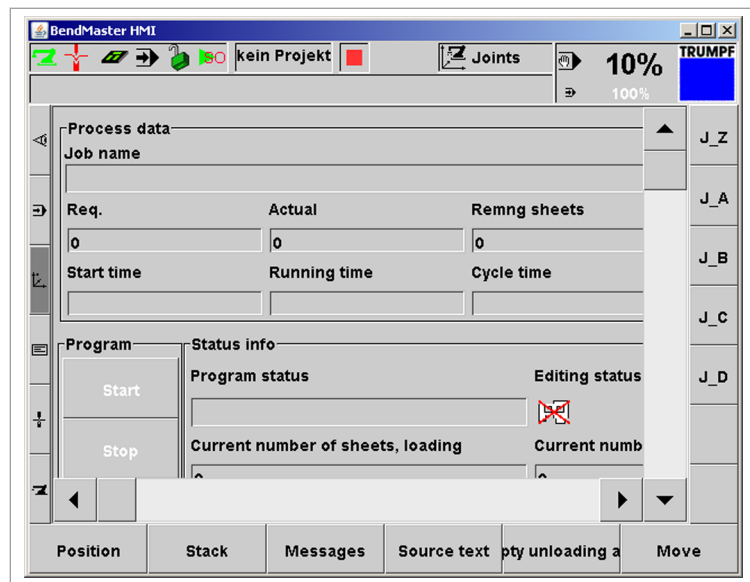 BendMaster HMI
SO
kein Projekt
Joints
10%
100%
TRUMPF
Process data
Job name
Req. Actual Remng sheets
0 0 0
Start time Running time Cycle time
Program
Start
Stop
Status info
Program status Editing status
Current number of sheets, loading Current numb
J_Z
J_A
J_B
J_C
J_D
Position Stack Messages Source text pty unloading a Move